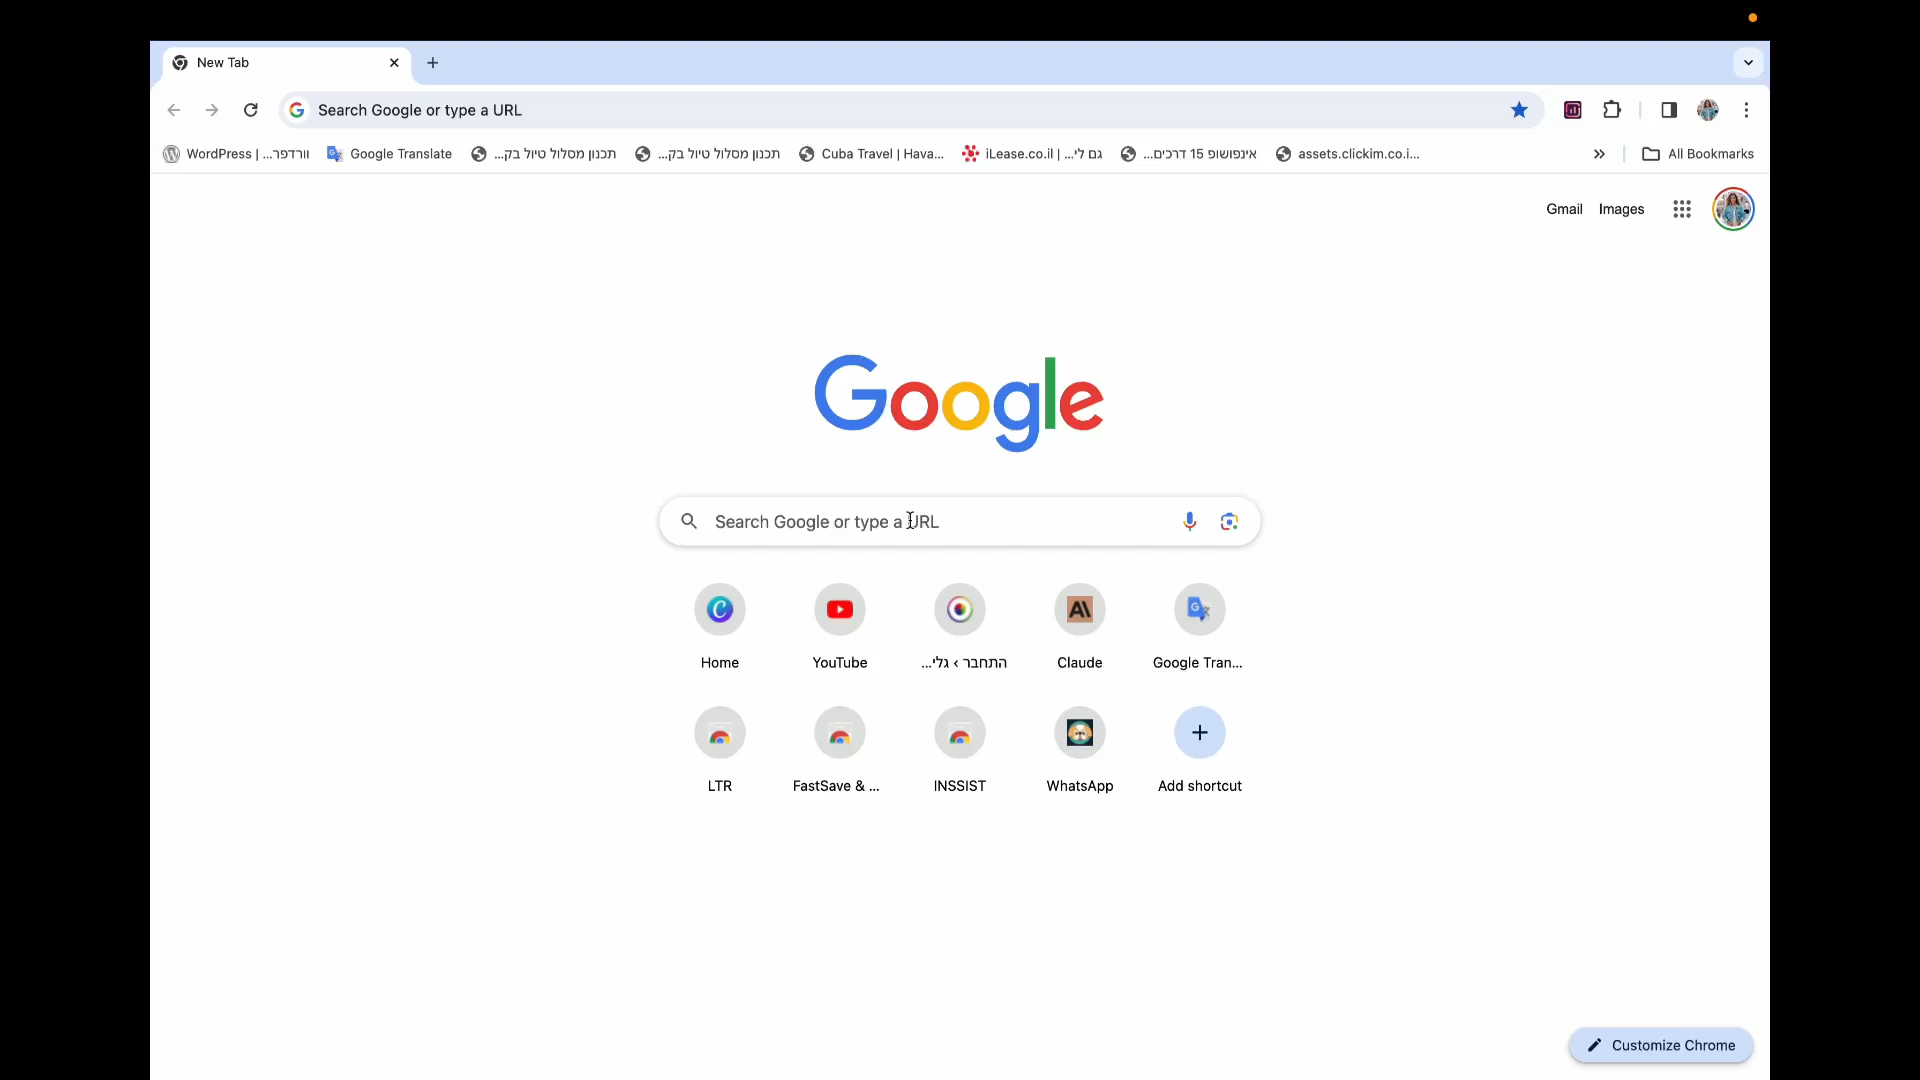 New Tab
Search Google or type a URL
WordPress | ...וורדפר
Google Translate
תכנון מסלול טיול בק...
תכנון מסלול טיול בק...
Cuba Travel | Hava...
iLease.co.il | ...גם לי
אינפושופ 15 דרכים...
assets.clickim.co.i...
All Bookmarks
Gmail Images
Google
Search Google or type a URL
Home YouTube התחבר › גלי... Claude Google Tran...
LTR FastSave & ... INSSIST WhatsApp Add shortcut
Customize Chrome